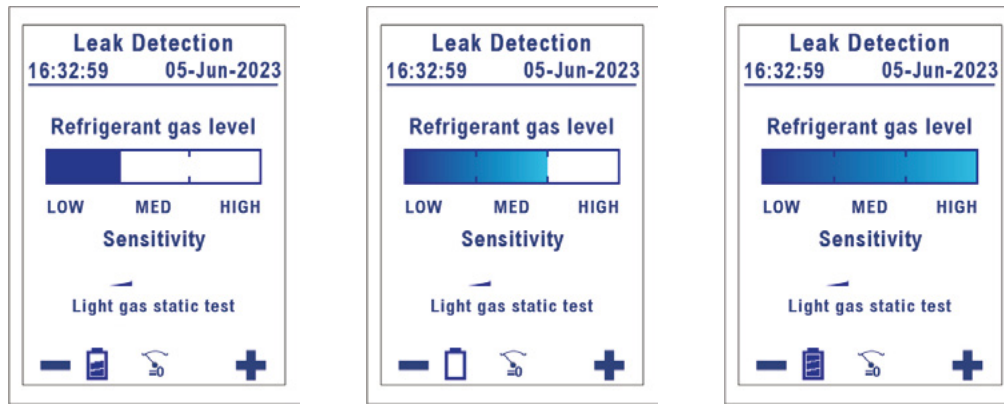 Leak Detection
16:32:59 05-Jun-2023
Refrigerant gas level
LOW MED HIGH
Sensitivity
Light gas static test
=0
Leak Detection
16:32:59 05-Jun-2023
Refrigerant gas level
LOW MED HIGH
Sensitivity
Light gas static test
=0
Leak Detection
16:32:59 05-Jun-2023
Refrigerant gas level
LOW MED HIGH
Sensitivity
Light gas static test
=0